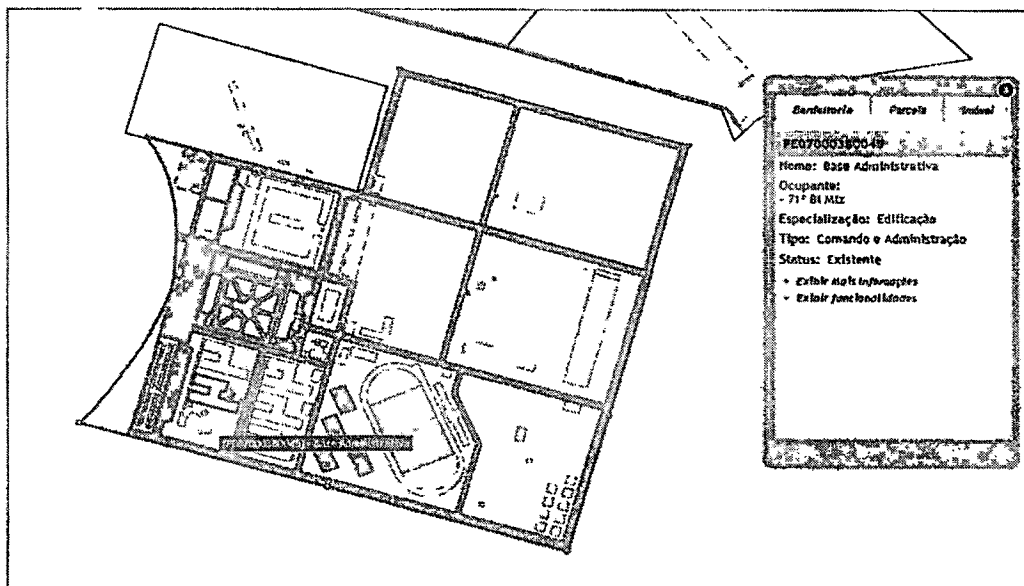 Benfeitoria Parcela Imóvel
PE07000380049
Nome: Base Administrativa
Ocupante:
- 71º BI Mtz
Especialização: Edificação
Tipo: Comando e Administração
Status: Existente
Exibir mais informações
Exibir funcionalidades